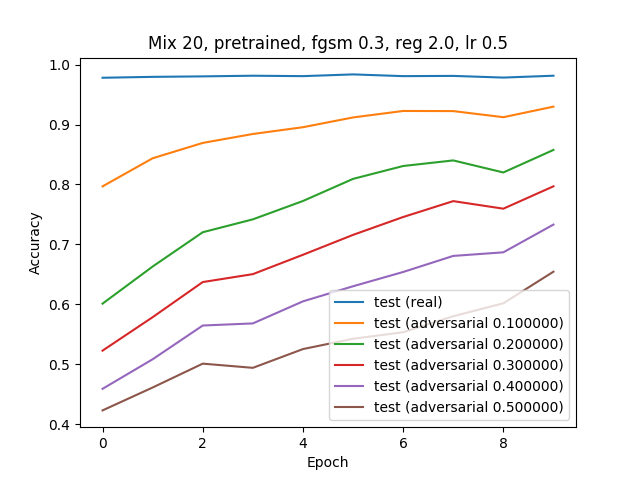 Mix 20, pretrained, fgsm 0.3, reg 2.0, lr 0.5
1.0
0.9
0.8
0.7
0.6
0.5
0.4
Accuracy
test (real)
test (adversarial 0.100000)
test (adversarial 0.200000)
test (adversarial 0.300000)
test (adversarial 0.400000)
test (adversarial 0.500000)
0 2 4 6 8
Epoch